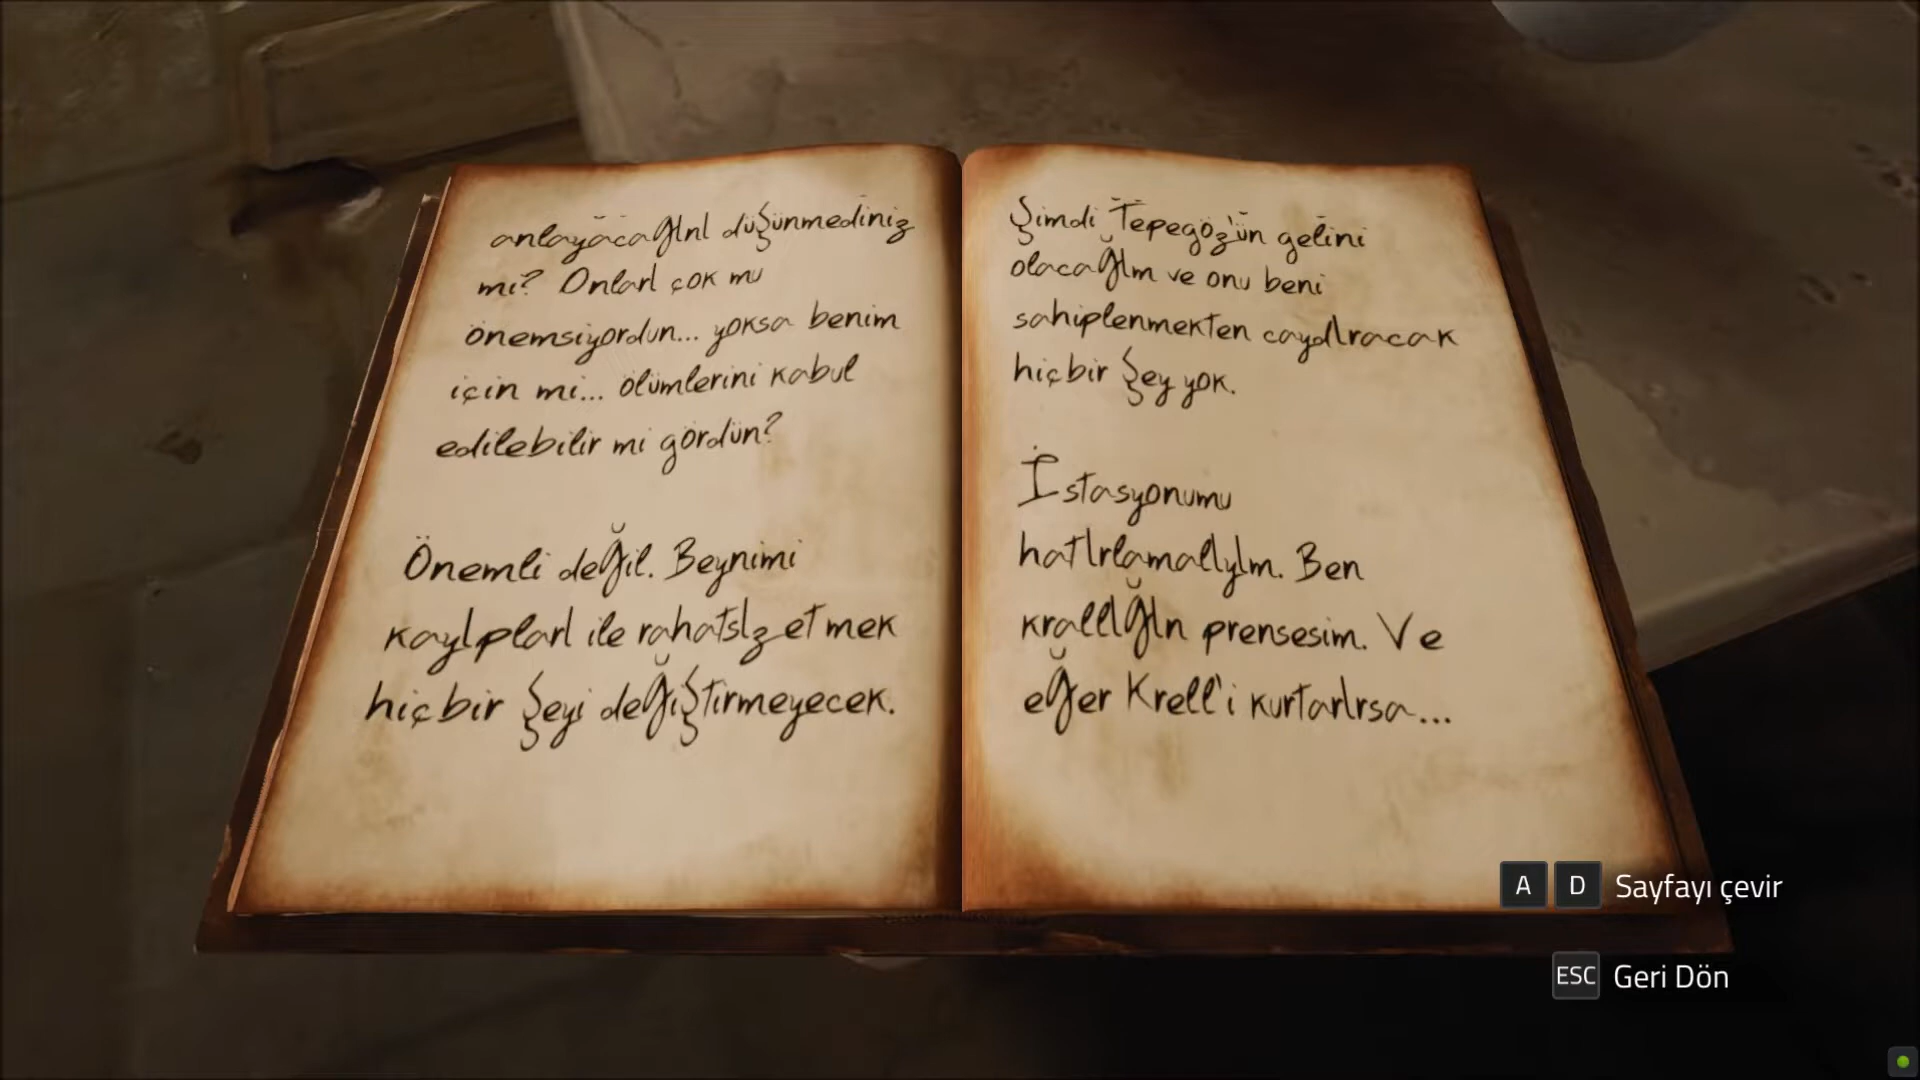 anlayacağını düşünmediniz
mi? Onları çok mu
önemsiyordun... yoksa benim
için mi... ölümlerini kabul
edilebilir mi gördün?
Önemli değil. Beynimi
kayıpları ile rahatsız etmek
hiçbir şeyi değiştirmeyecek.
Şimdi Tepegöz'ün gelini
olacağım ve onu beni
sahiplenmekten caydıracak
hiçbir şey yok.
İstasyonumu
hatırlamalıyım. Ben
krallığın prensesim. Ve
eğer Krell'i kurtarırsa...
A D Sayfayı çevir
ESC Geri Dön